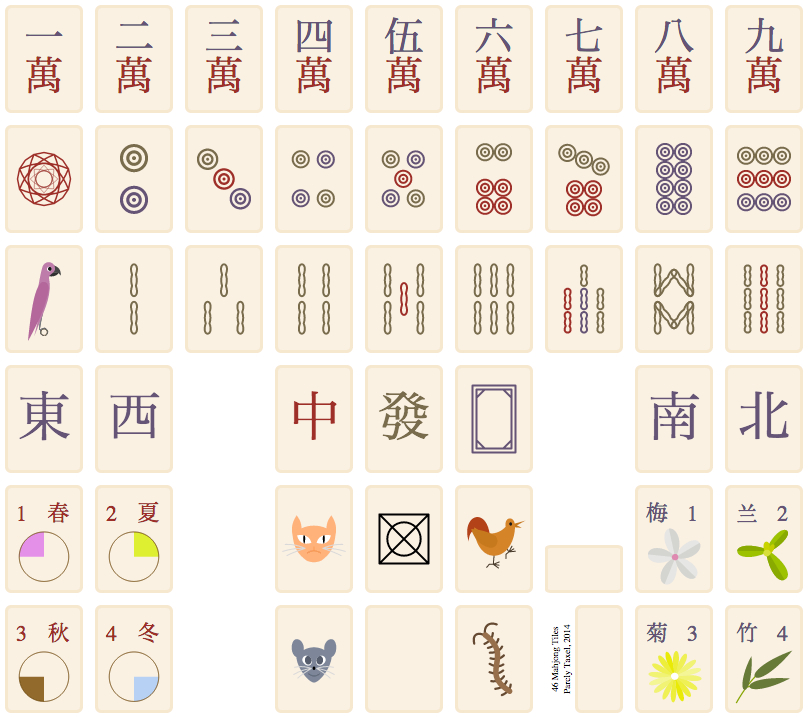 一 二 三 四 伍 六 七 八 九
萬 萬 萬 萬 萬 萬 萬 萬 萬
東 西 中 發 南 北
1 春 2 夏 梅 1 兰 2
3 秋 4 冬 菊 3 竹 4
46 Mahjong Tiles
Parcly Taxel, 2014